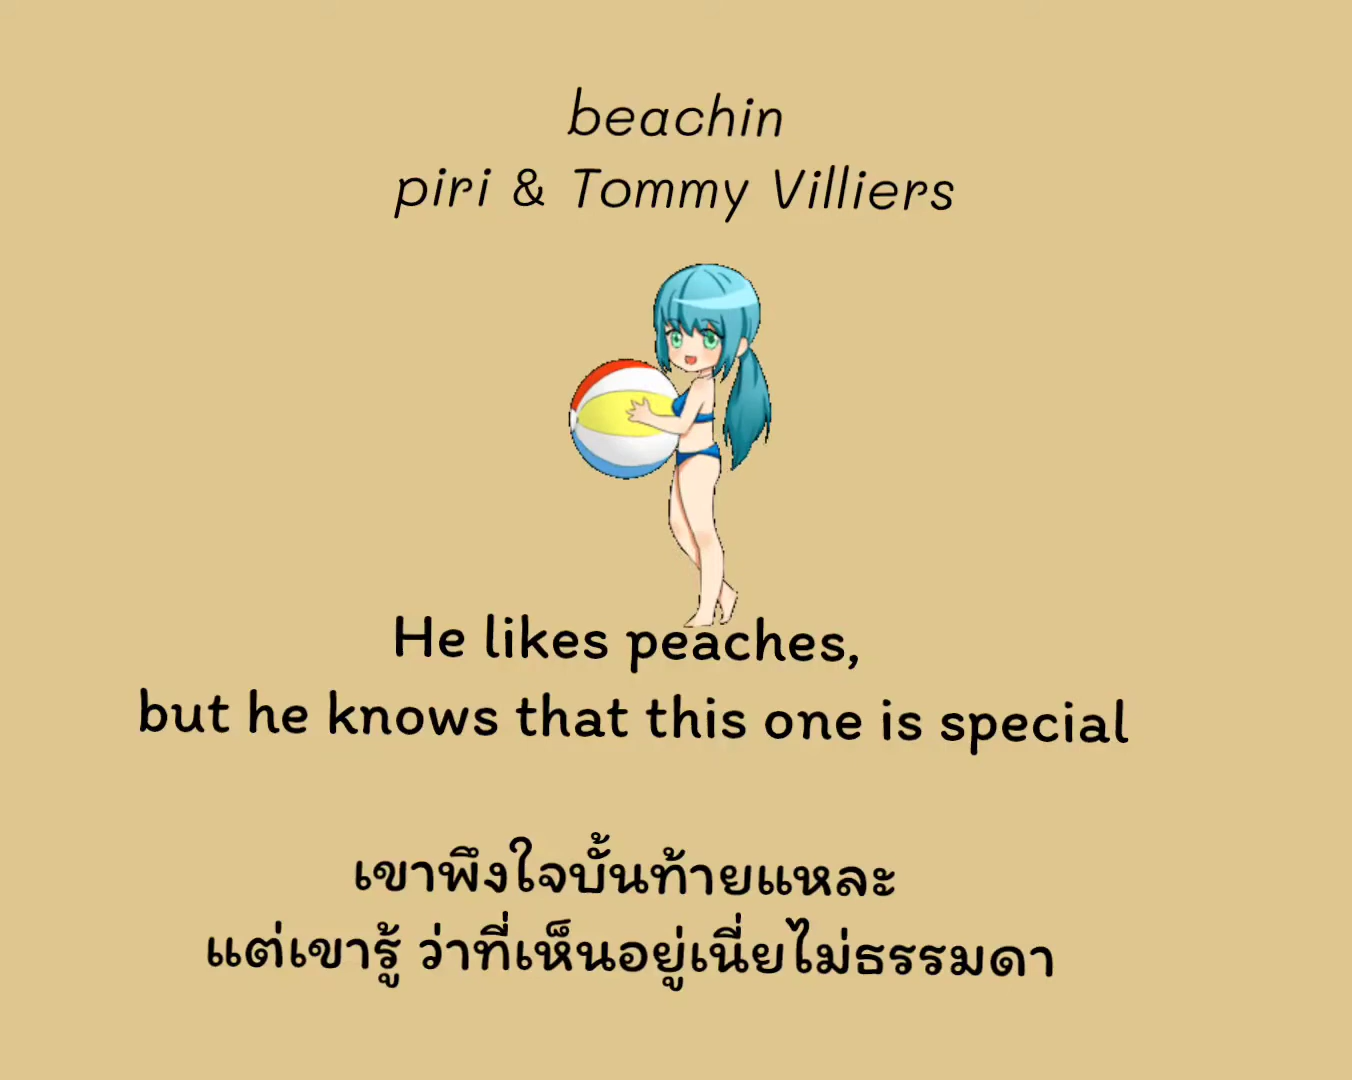 beachin
piri & Tommy Villiers
He likes peaches,
but he knows that this one is special
เขาพึงใจบั้นท้ายแหละ
แต่เขารู้ ว่าที่เห็นอยู่เนี่ยไม่ธรรมดา